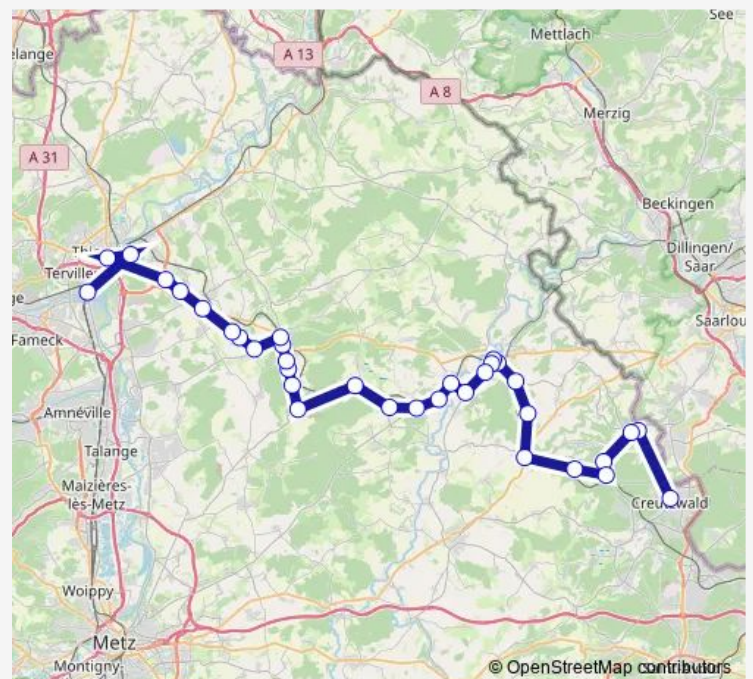 See
Mettlach
elange
A 13
A 8
Merzig
A 31
Beckingen
Dillingen/
Saar
Terville
Saarlou
Fameck
Amnéville
Talange
Maizières-
lès-Metz
Creutzwald
Woippy
Metz
Montigny-
© OpenStreetMap contributors